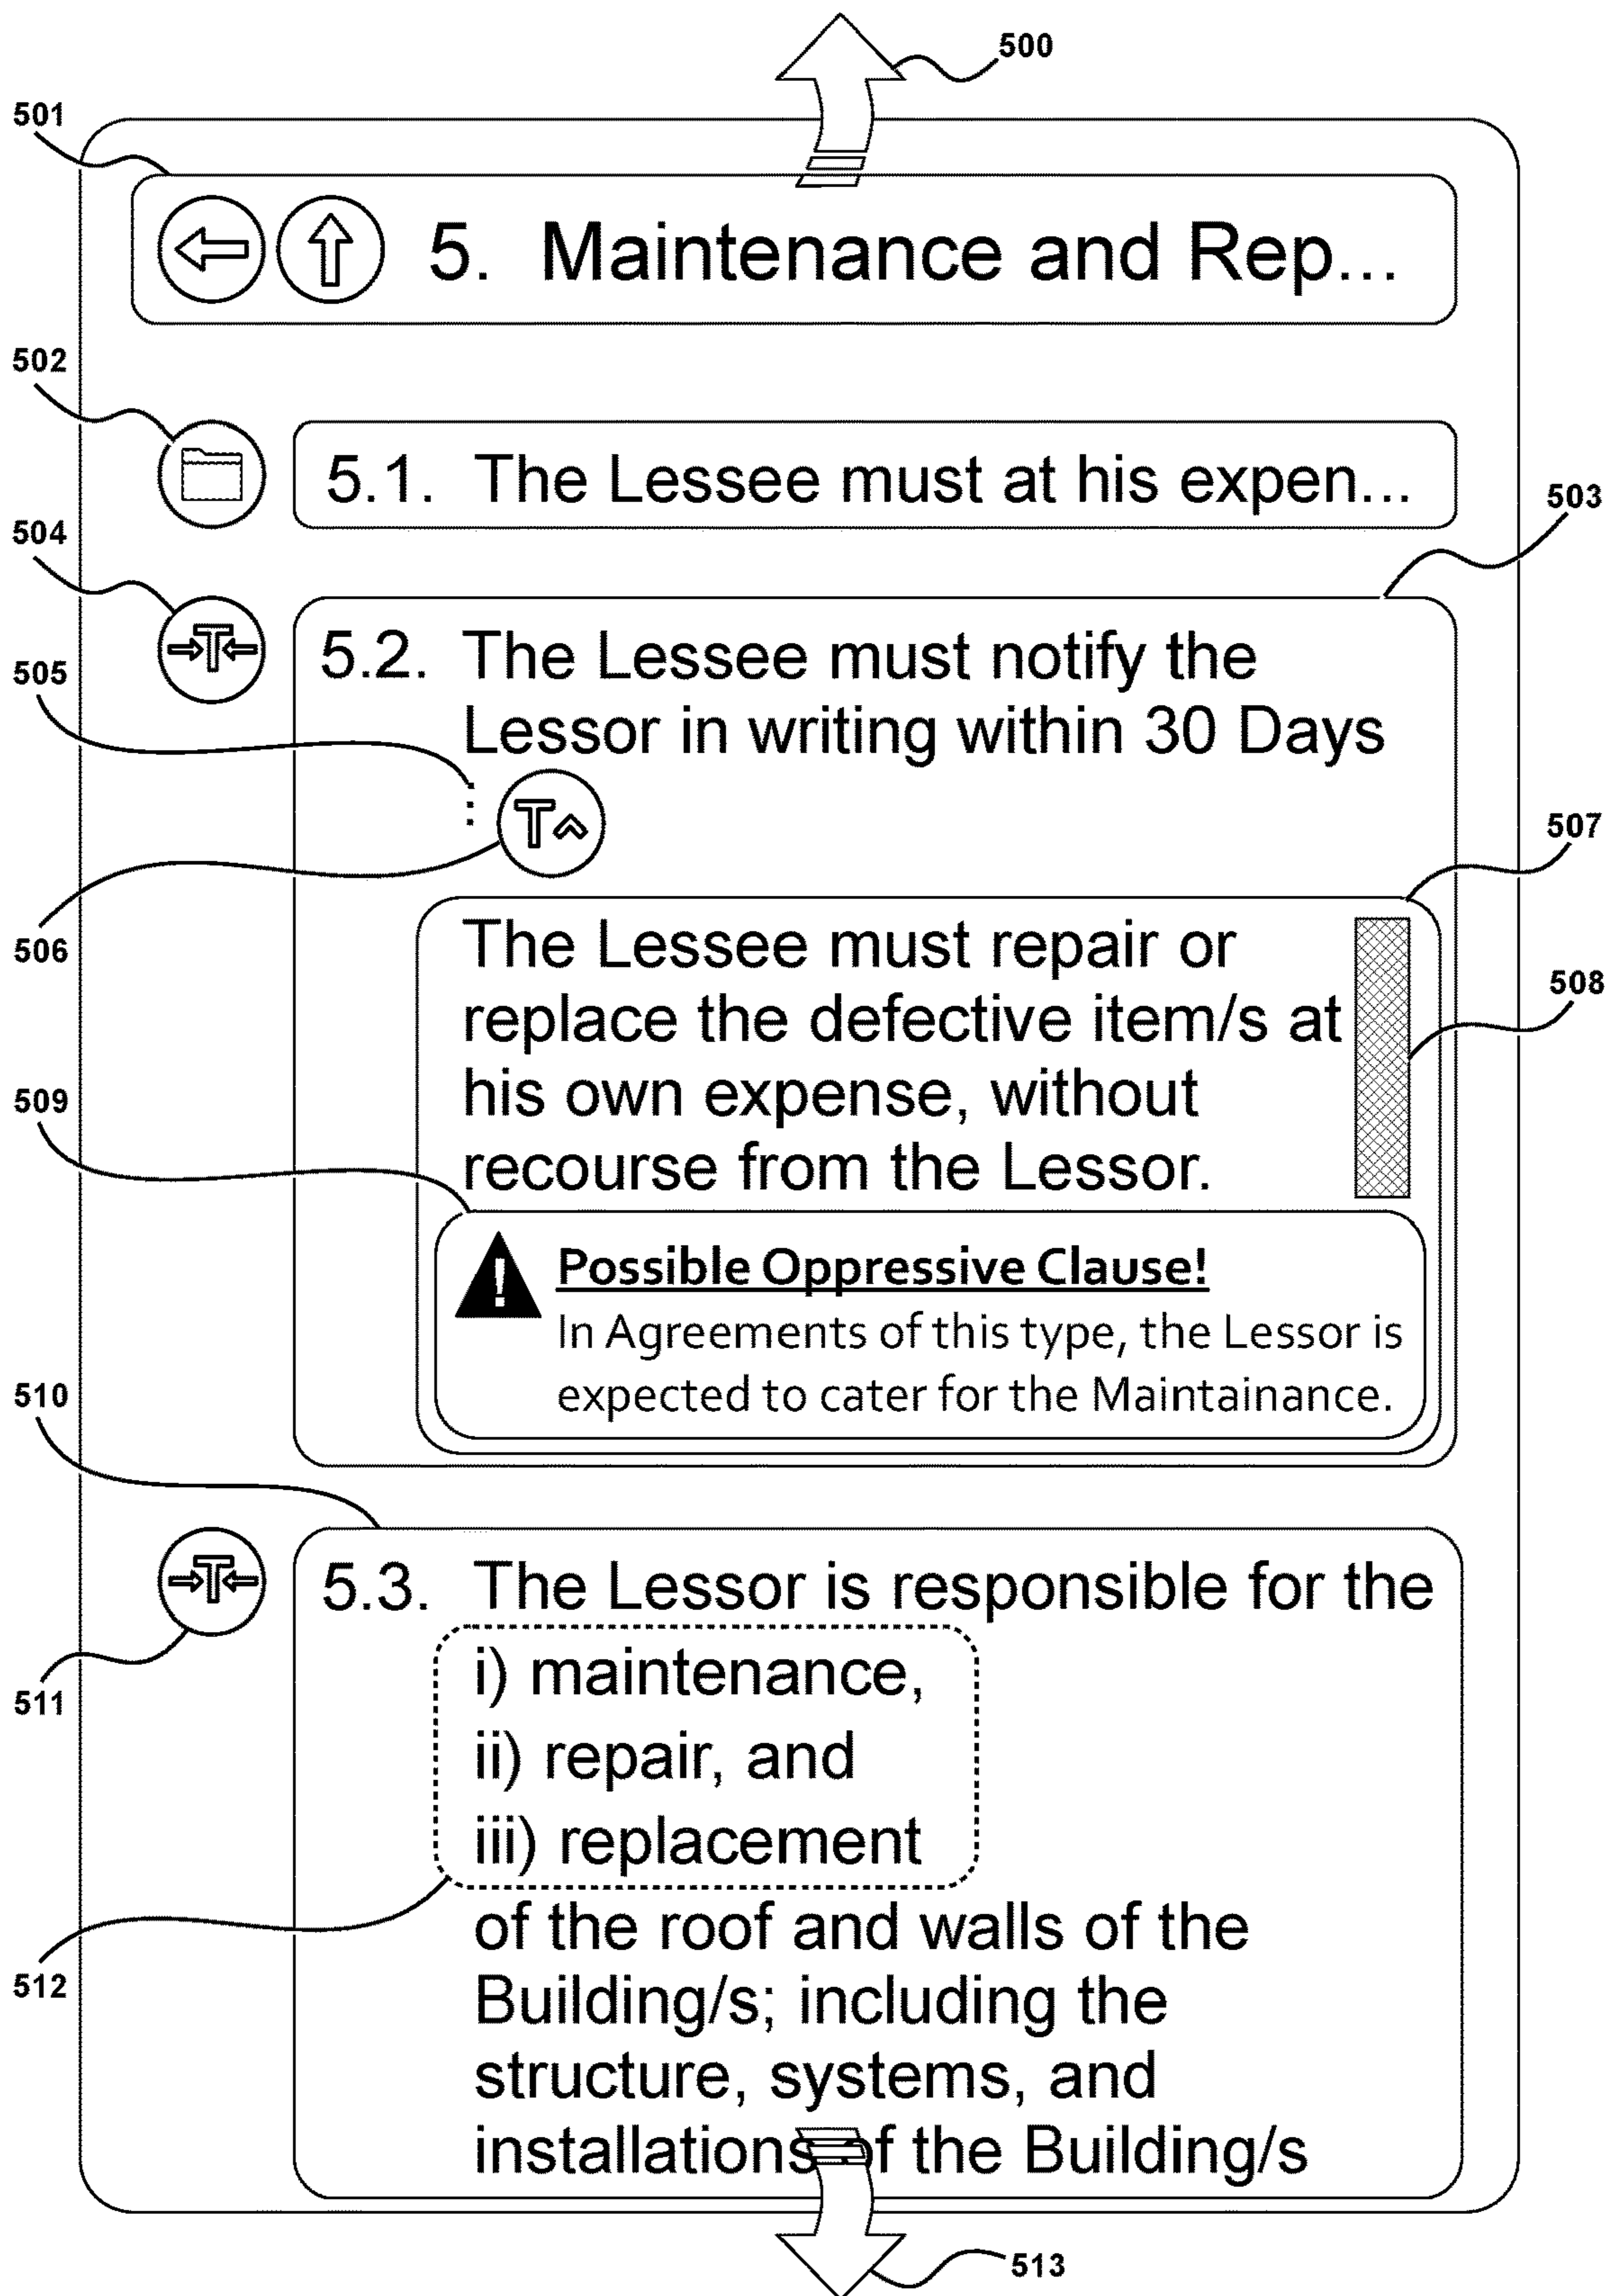 500
501
5. Maintenance and Rep...
502
5.1. The Lessee must at his expen...
503
504
5.2. The Lessee must notify the
Lessor in writing within 30 Days
505
⋮ T
506
507
The Lessee must repair or
replace the defective item/s at
his own expense, without
recourse from the Lessor.
508
509
! Possible Oppressive Clause!
In Agreements of this type, the Lessor is
expected to cater for the Maintainance.
510
T
5.3. The Lessor is responsible for the
i) maintenance,
ii) repair, and
iii) replacement
511
of the roof and walls of the
Building/s; including the
structure, systems, and
installations of the Building/s
512
513